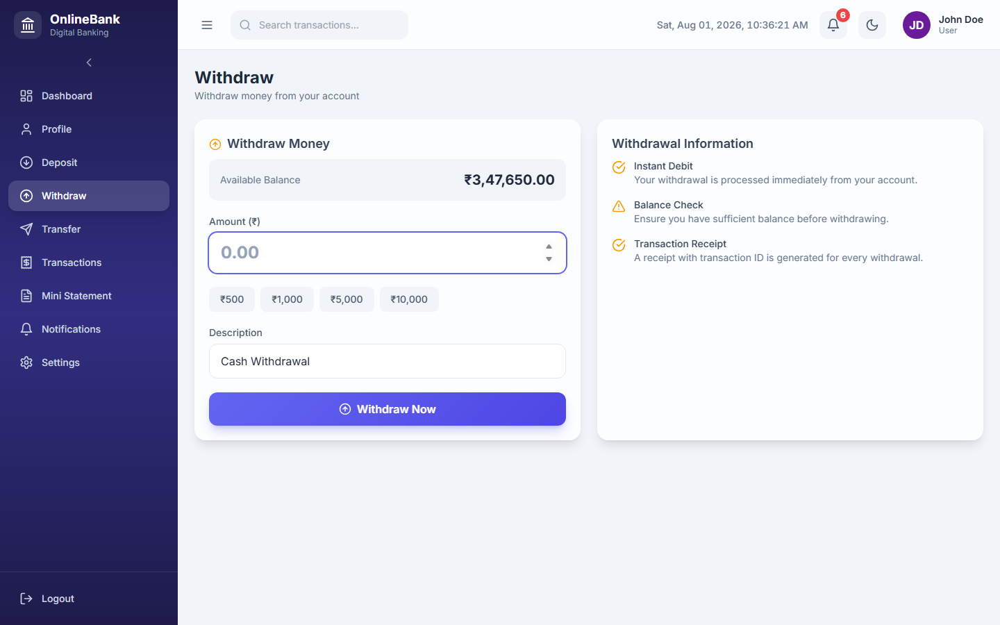 OnlineBank
Digital Banking
Dashboard
Profile
Deposit
Withdraw
Transfer
Transactions
Mini Statement
Notifications
Settings
Logout
Search transactions...
Sat, Aug 01, 2026, 10:36:21 AM
6
JD
John Doe
User
Withdraw
Withdraw money from your account
Withdraw Money
Available Balance ₹3,47,650.00
Amount (₹)
0.00
₹500 ₹1,000 ₹5,000 ₹10,000
Description
Cash Withdrawal
Withdraw Now
Withdrawal Information
Instant Debit
Your withdrawal is processed immediately from your account.
Balance Check
Ensure you have sufficient balance before withdrawing.
Transaction Receipt
A receipt with transaction ID is generated for every withdrawal.